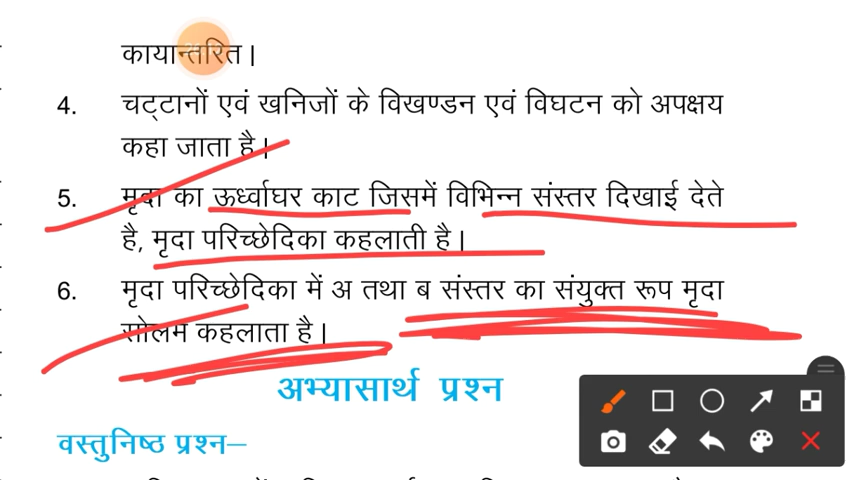 कायान्तरित।
4. चट्टानों एवं खनिजों के विखण्डन एवं विघटन को अपक्षय
कहा जाता है।
5. मृदा का ऊर्ध्वाघर काट जिसमें विभिन्न संस्तर दिखाई देते
है, मृदा परिच्छेदिका कहलाती है।
6. मृदा परिच्छेदिका में अ तथा ब संस्तर का संयुक्त रूप मृदा
सोलम कहलाता है।
अभ्यासार्थ प्रश्न
वस्तुनिष्ठ प्रश्न–